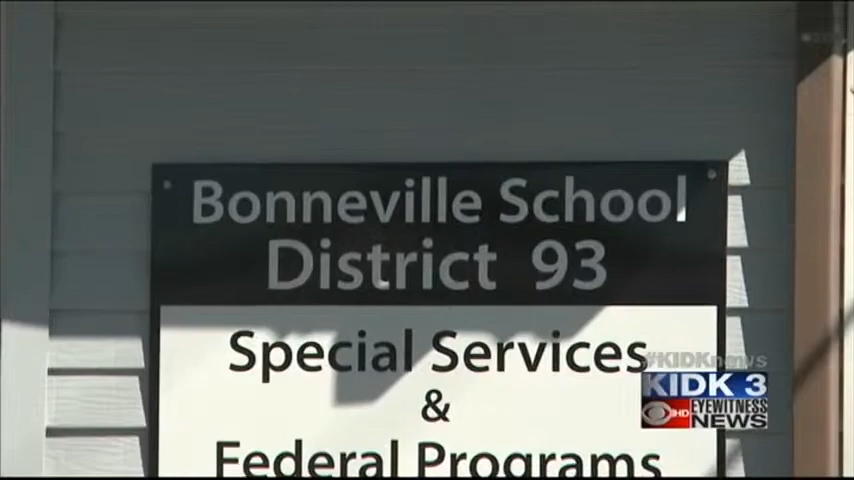 Bonneville School
District 93
Special Services
&
Federal Programs
#KIDKnews
KIDK 3
HD EYEWITNESS
NEWS